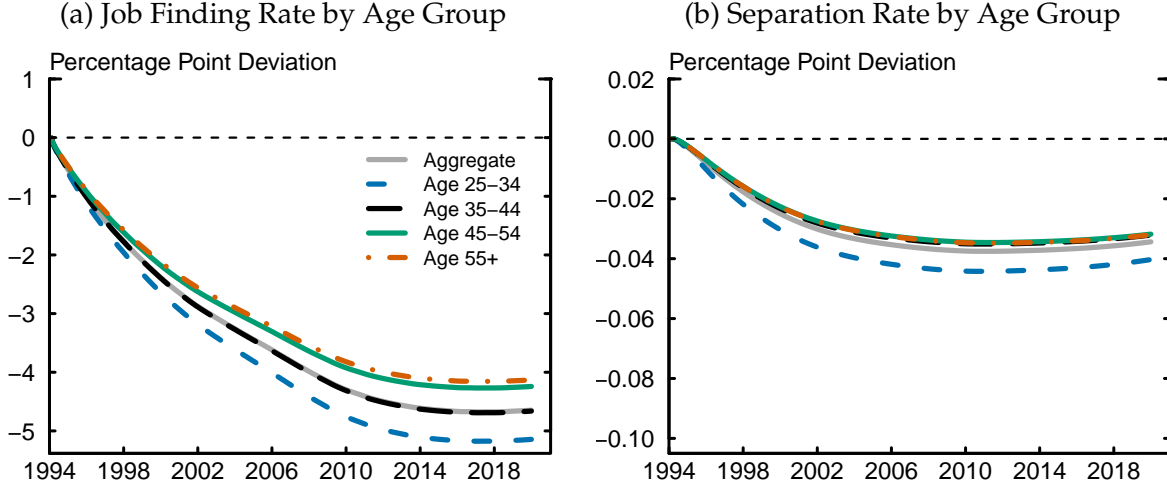 (a) Job Finding Rate by Age Group
Percentage Point Deviation
1
0
−1
−2
−3
−4
−5
Aggregate
Age 25−34
Age 35−44
Age 45−54
Age 55+
1994 1998 2002 2006 2010 2014 2018
(b) Separation Rate by Age Group
Percentage Point Deviation
0.02
0.00
−0.02
−0.04
−0.06
−0.08
−0.10
1994 1998 2002 2006 2010 2014 2018